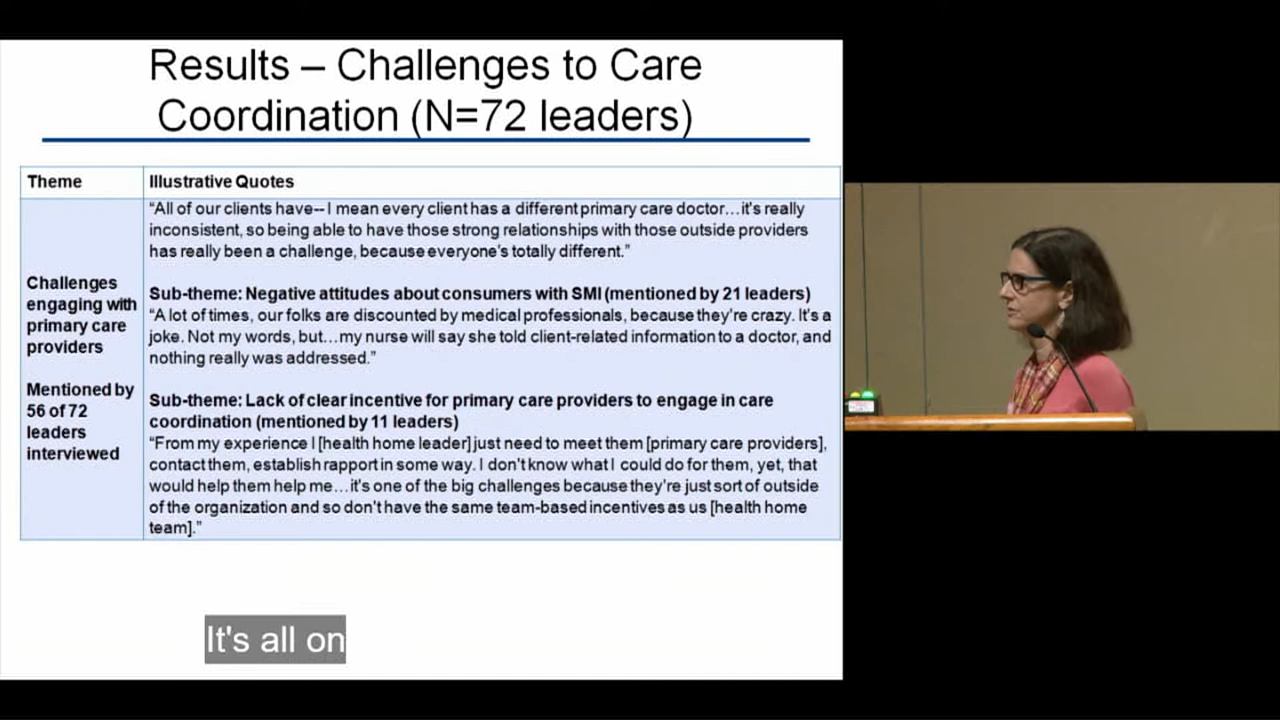 Results – Challenges to Care
Coordination (N=72 leaders)
Theme
Illustrative Quotes
Challenges
engaging with
primary care
providers
Mentioned by
56 of 72
leaders
interviewed
“All of our clients have-- I mean every client has a different primary care doctor…it's really
inconsistent, so being able to have those strong relationships with those outside providers
has really been a challenge, because everyone's totally different.”
Sub-theme: Negative attitudes about consumers with SMI (mentioned by 21 leaders)
“A lot of times, our folks are discounted by medical professionals, because they're crazy. It's a
joke. Not my words, but…my nurse will say she told client-related information to a doctor, and
nothing really was addressed.”
Sub-theme: Lack of clear incentive for primary care providers to engage in care
coordination (mentioned by 11 leaders)
“From my experience I [health home leader] just need to meet them [primary care providers],
contact them, establish rapport in some way. I don't know what I could do for them, yet, that
would help them help me…it's one of the big challenges because they're just sort of outside
of the organization and so don't have the same team-based incentives as us [health home
team].”
It's all on